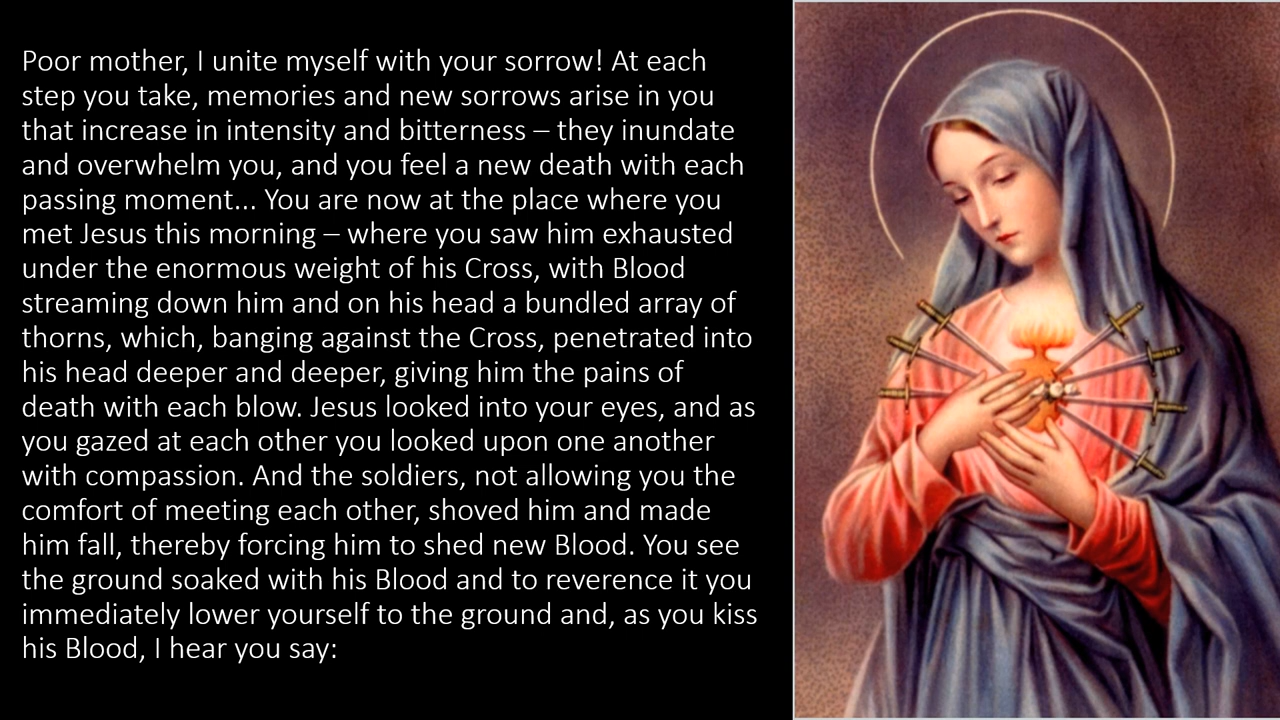 Poor mother, I unite myself with your sorrow! At each
step you take, memories and new sorrows arise in you
that increase in intensity and bitterness – they inundate
and overwhelm you, and you feel a new death with each
passing moment... You are now at the place where you
met Jesus this morning – where you saw him exhausted
under the enormous weight of his Cross, with Blood
streaming down him and on his head a bundled array of
thorns, which, banging against the Cross, penetrated into
his head deeper and deeper, giving him the pains of
death with each blow. Jesus looked into your eyes, and as
you gazed at each other you looked upon one another
with compassion. And the soldiers, not allowing you the
comfort of meeting each other, shoved him and made
him fall, thereby forcing him to shed new Blood. You see
the ground soaked with his Blood and to reverence it you
immediately lower yourself to the ground and, as you kiss
his Blood, I hear you say: